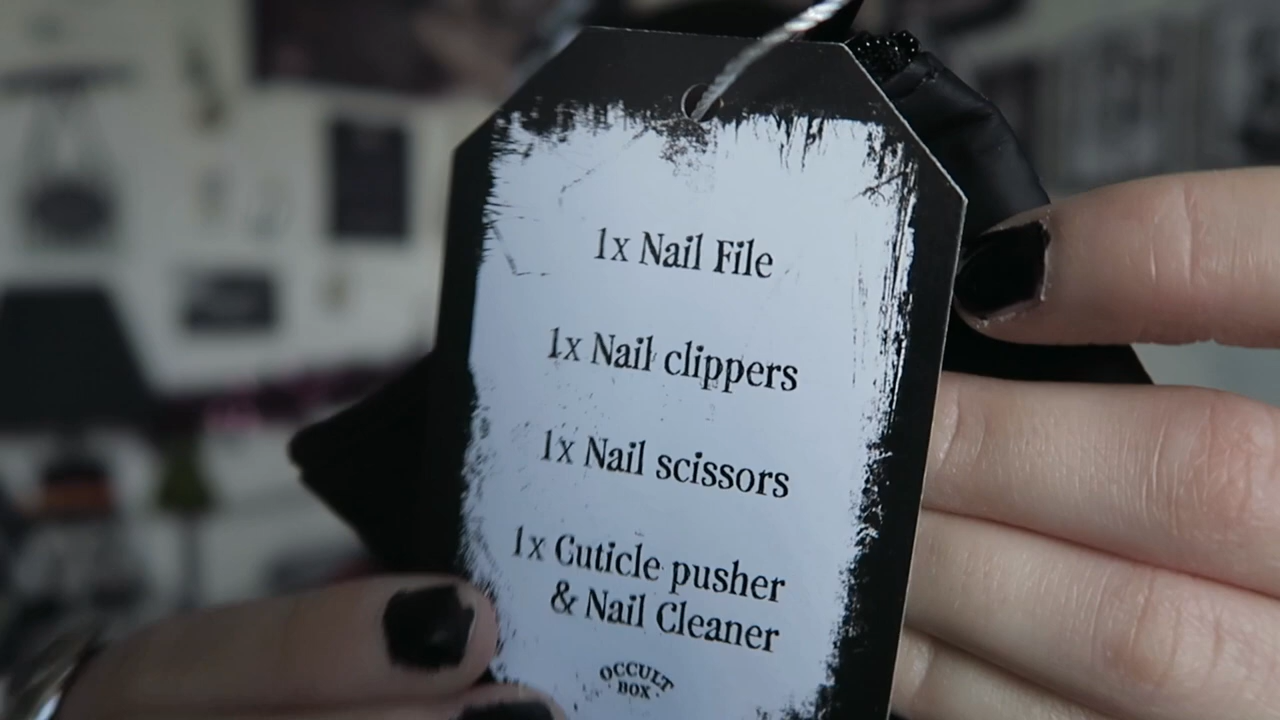 1x Nail File
1x Nail clippers
1x Nail scissors
1x Cuticle pusher
& Nail Cleaner
OCCULT
BOX